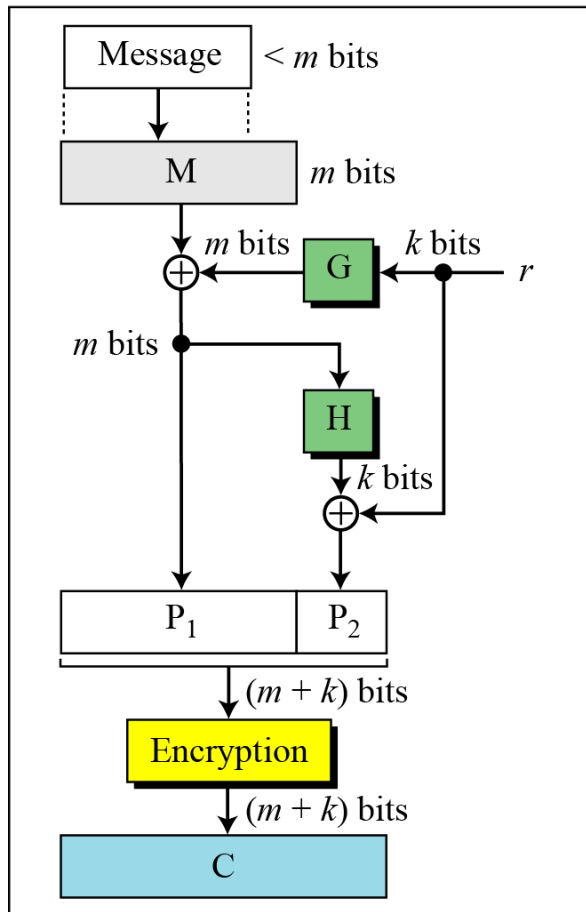 Message < m bits
M m bits
m bits G k bits r
m bits
H
k bits
P₁ P₂
(m + k) bits
Encryption
(m + k) bits
C